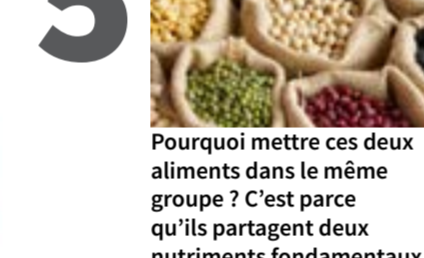 Pourquoi mettre ces deux
aliments dans le même
groupe ? C’est parce
qu’ils partagent deux
nutriments fondamentaux